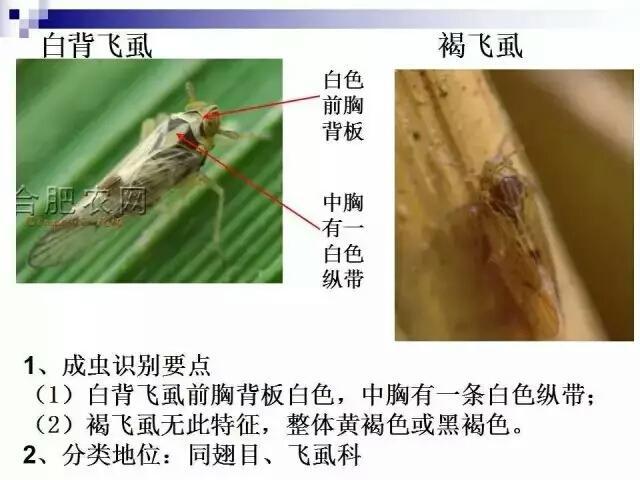 白背飞虱
褐飞虱
白色
前胸
背板
中胸
有一
白色
纵带
合肥农网
1、成虫识别要点
（1）白背飞虱前胸背板白色，中胸有一条白色纵带；
（2）褐飞虱无此特征，整体黄褐色或黑褐色。
2、分类地位：同翅目、飞虱科